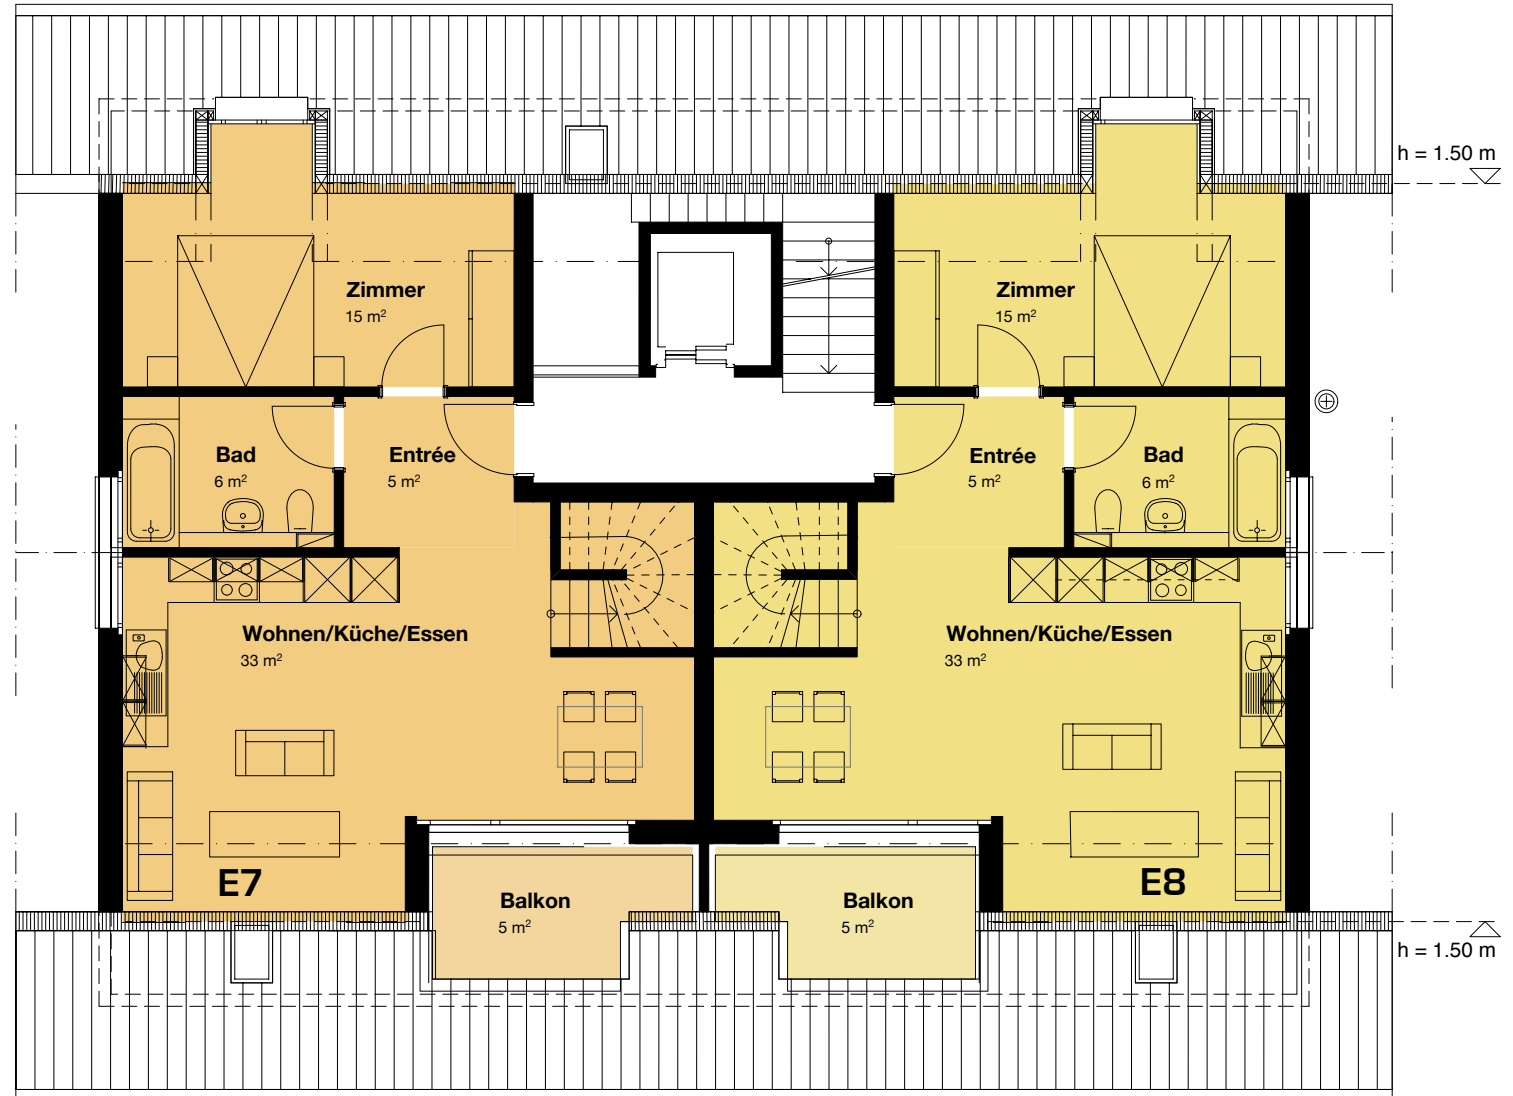 h = 1.50 m
Zimmer
15 m²
Zimmer
15 m²
Bad
6 m²
Entrée
5 m²
Entrée
5 m²
Bad
6 m²
Wohnen/Küche/Essen
33 m²
Wohnen/Küche/Essen
33 m²
E7
E8
Balkon
5 m²
Balkon
5 m²
h = 1.50 m